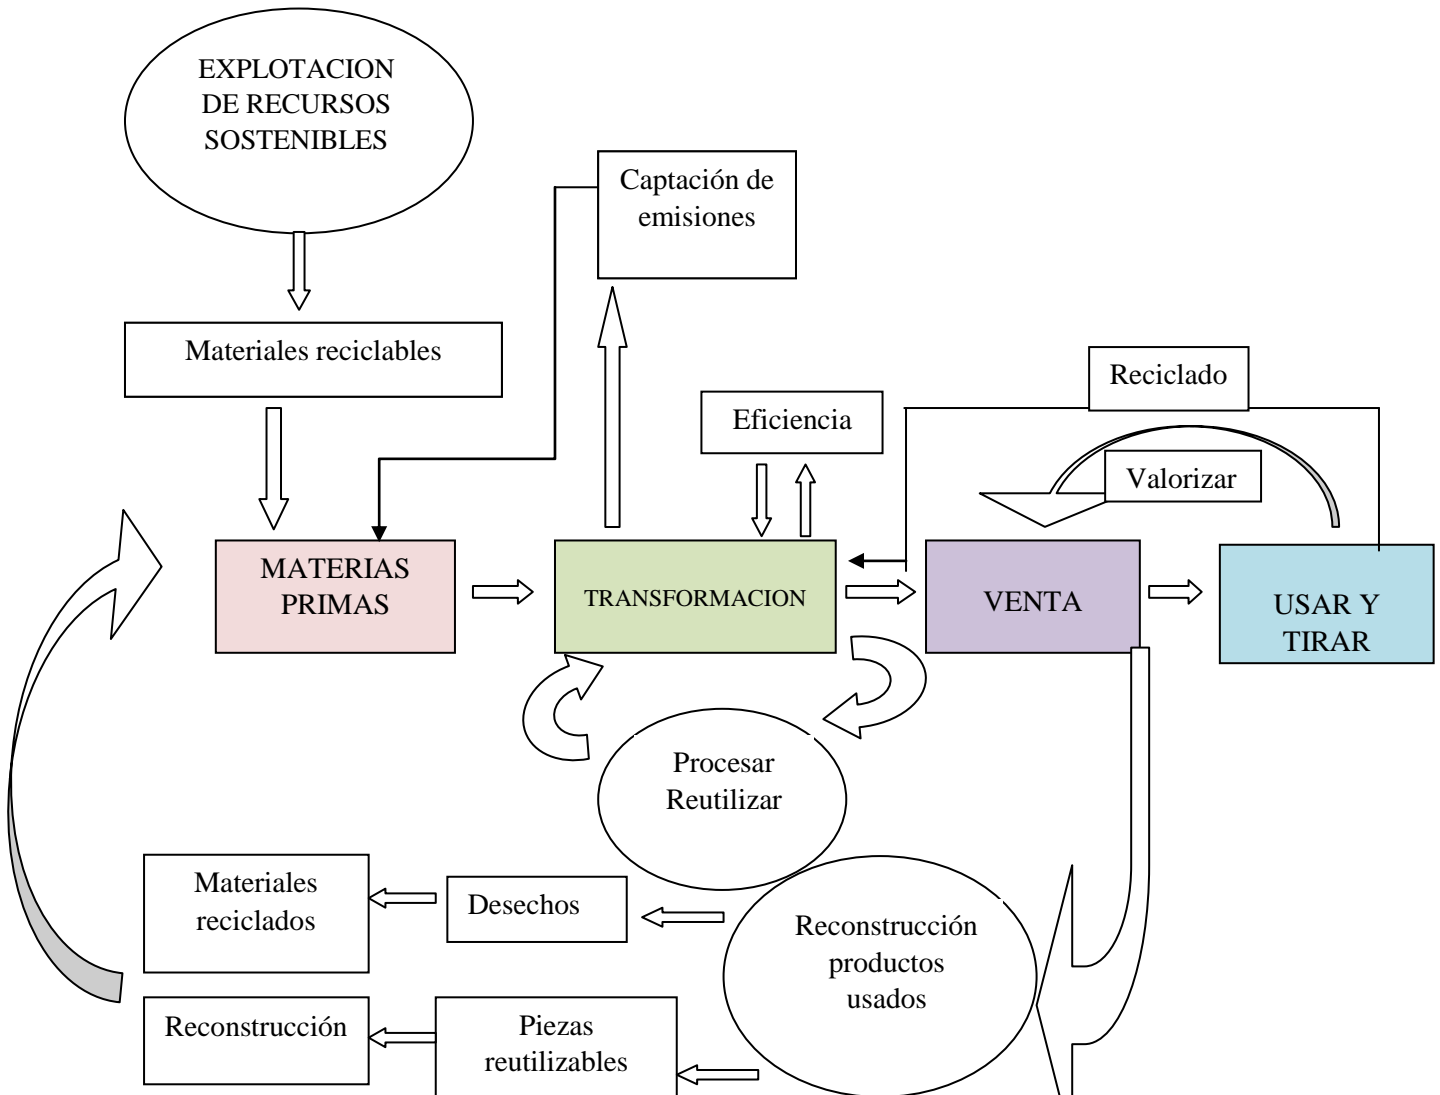 EXPLOTACION
DE RECURSOS
SOSTENIBLES
Captación de
emisiones
Materiales reciclables
Reciclado
Eficiencia
Valorizar
MATERIAS
PRIMAS
TRANSFORMACION
VENTA
USAR Y
TIRAR
Procesar
Reutilizar
Materiales
reciclados
Desechos
Reconstrucción
productos
usados
Reconstrucción
Piezas
reutilizables